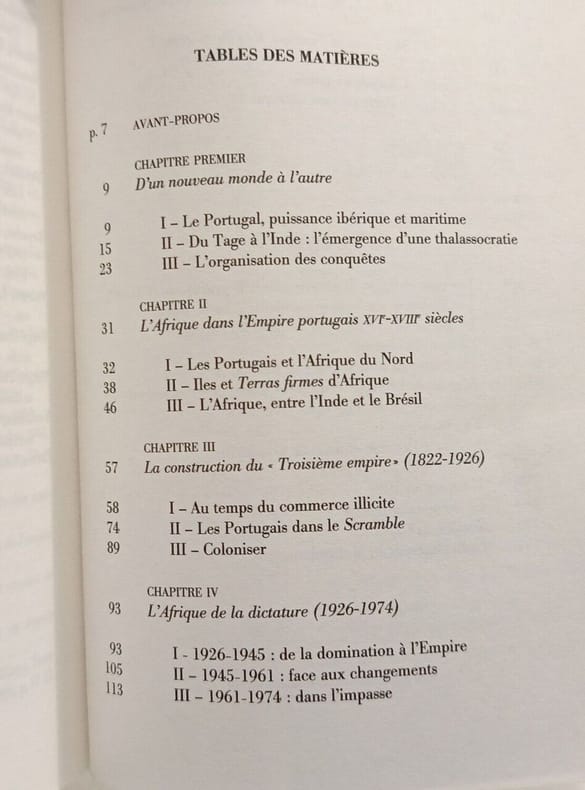 TABLES DES MATIÈRES
p. 7 AVANT-PROPOS
CHAPITRE PREMIER
9 D'un nouveau monde à l'autre
9 I – Le Portugal, puissance ibérique et maritime
15 II – Du Tage à l'Inde : l'émergence d'une thalassocratie
23 III – L'organisation des conquêtes
CHAPITRE II
31 L'Afrique dans l'Empire portugais XVIe-XVIIIe siècles
32 I – Les Portugais et l'Afrique du Nord
38 II – Iles et Terras firmes d'Afrique
46 III – L'Afrique, entre l'Inde et le Brésil
CHAPITRE III
57 La construction du « Troisième empire » (1822-1926)
58 I – Au temps du commerce illicite
74 II – Les Portugais dans le Scramble
89 III – Coloniser
CHAPITRE IV
93 L'Afrique de la dictature (1926-1974)
93 I - 1926-1945 : de la domination à l'Empire
105 II – 1945-1961 : face aux changements
113 III – 1961-1974 : dans l'impasse